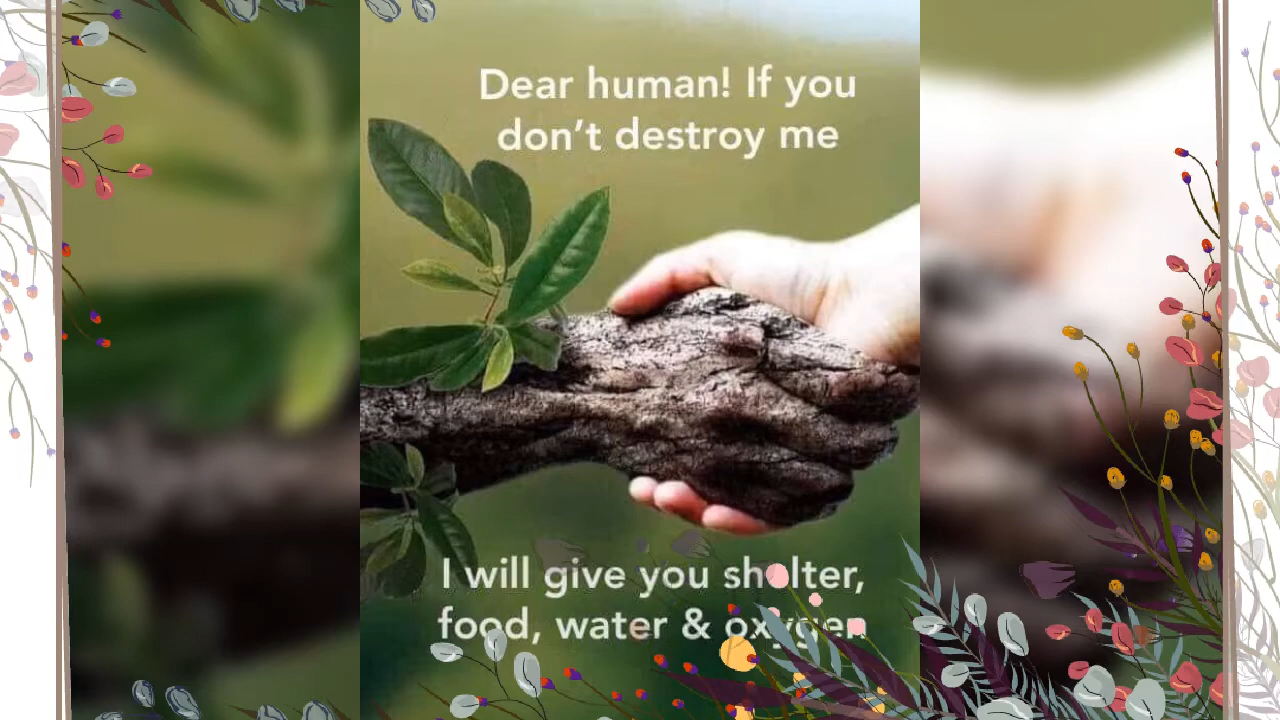 Dear human! If you
don't destroy me
I will give you shelter,
food, water & oxygen